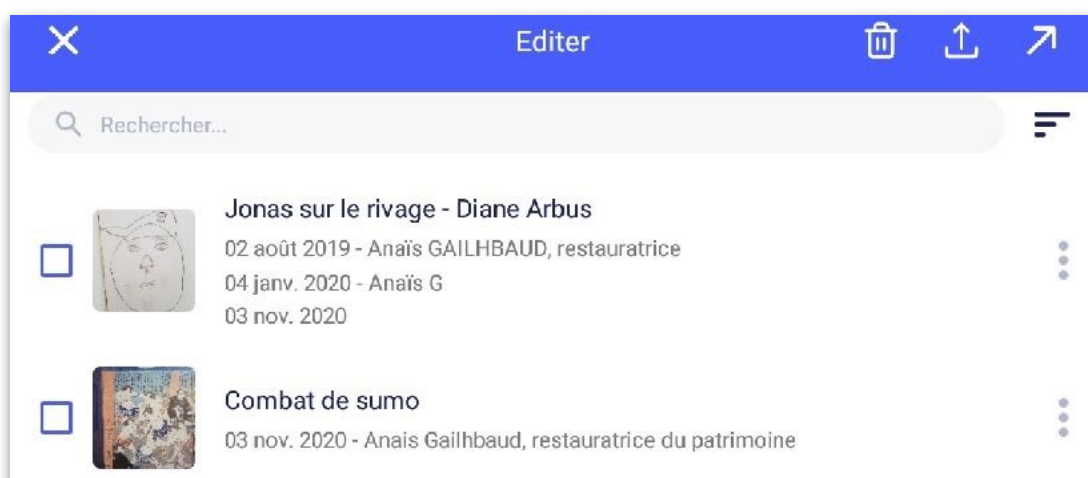 Editer
Rechercher...
Jonas sur le rivage - Diane Arbus
02 août 2019 - Anaïs GAILHBAUD, restauratrice
04 janv. 2020 - Anaïs G
03 nov. 2020
Combat de sumo
03 nov. 2020 - Anais Gailhbaud, restauratrice du patrimoine